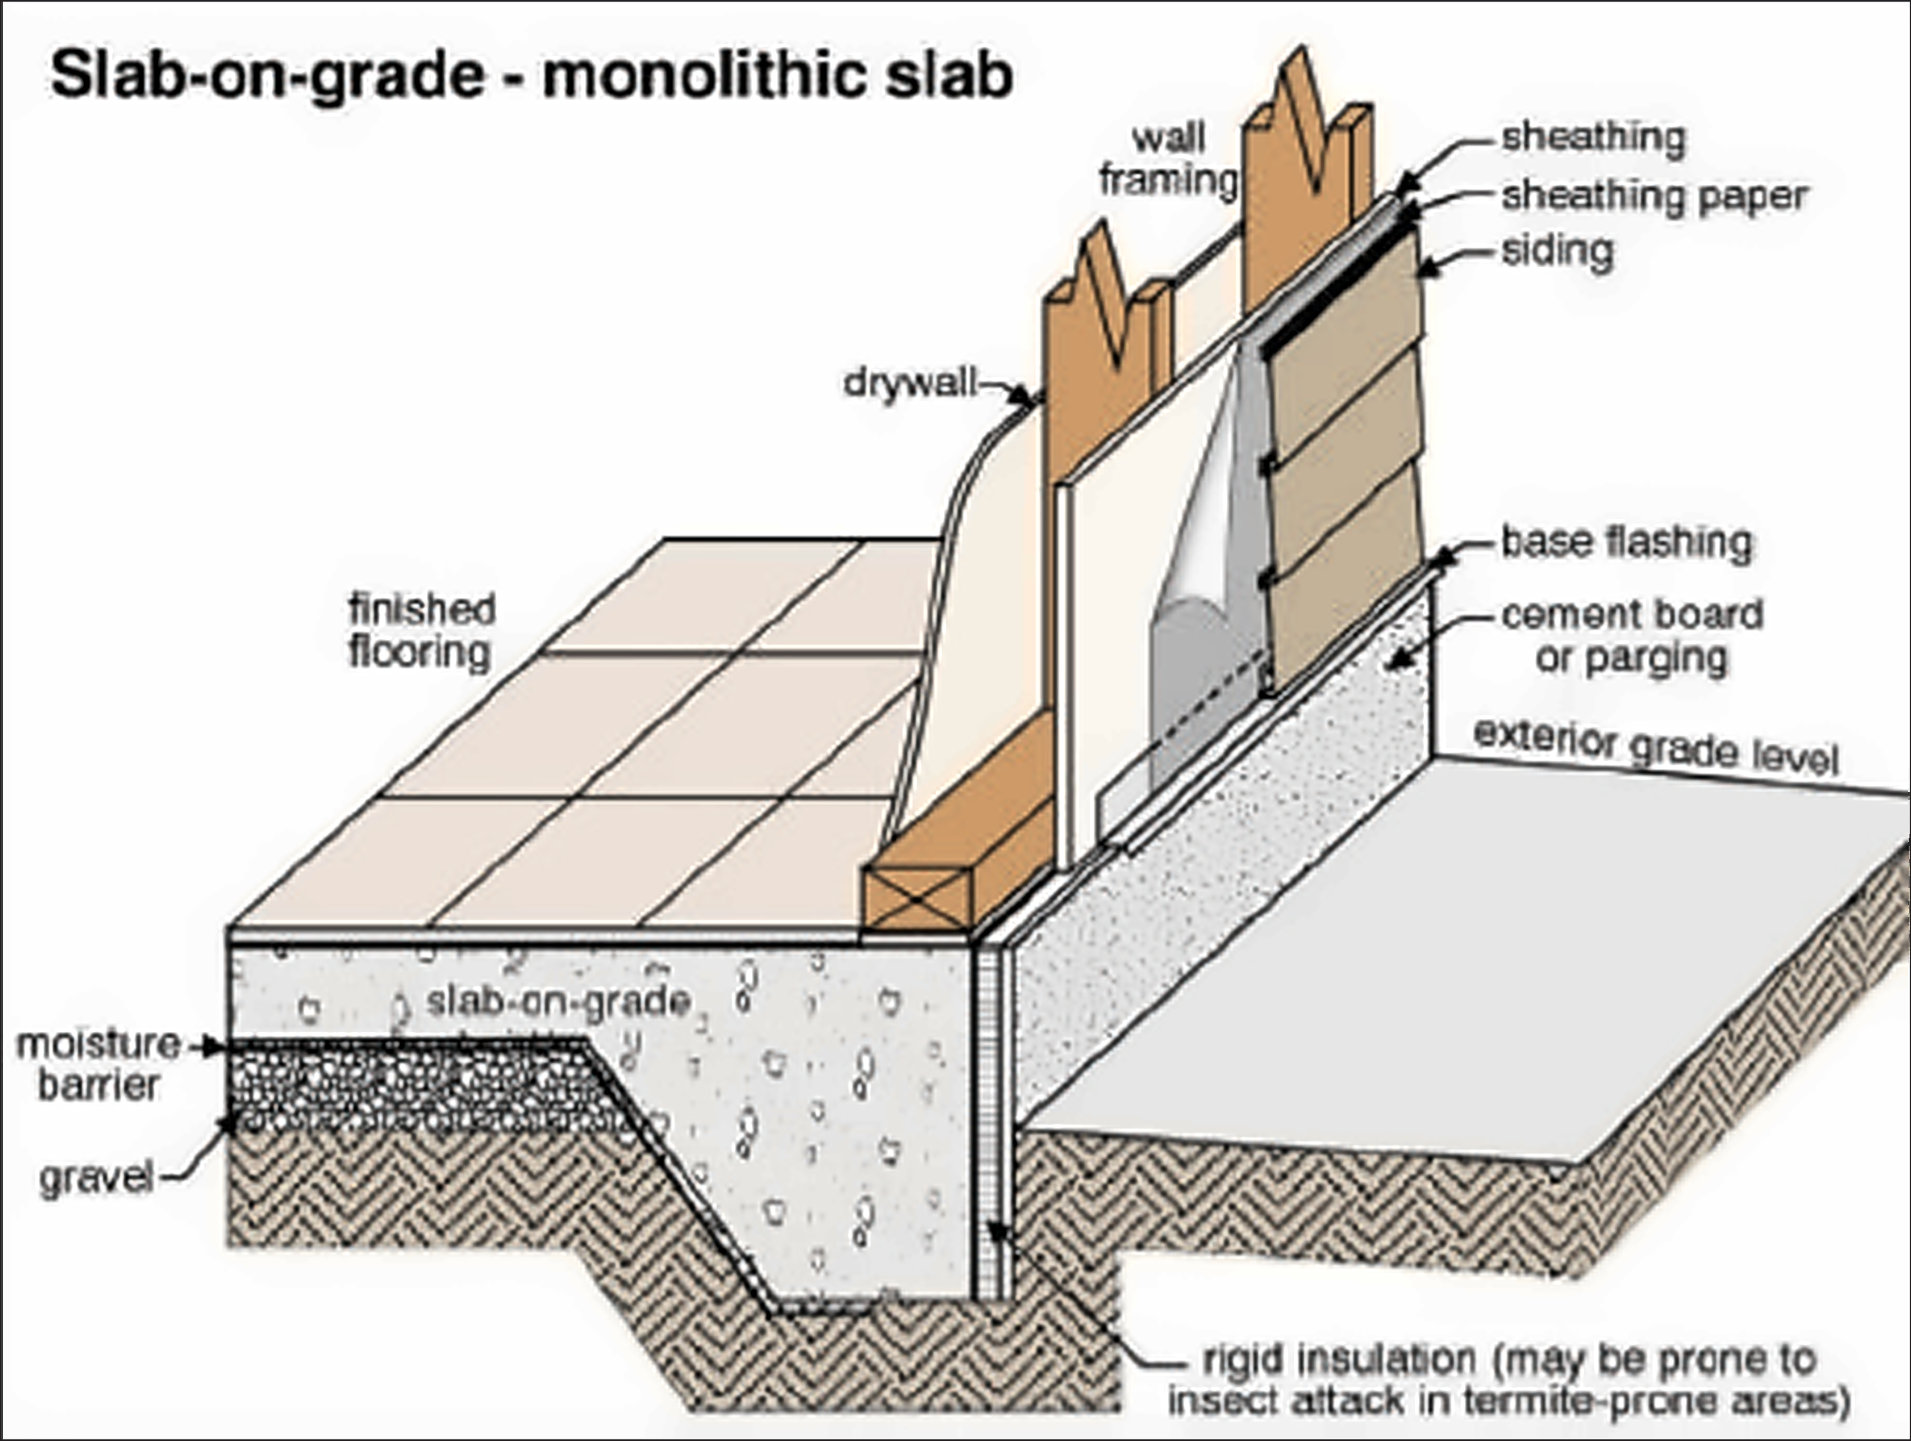 Slab-on-grade - monolithic slab
wall
framing
sheathing
sheathing paper
siding
drywall
base flashing
cement board
or parging
finished
flooring
exterior grade level
slab-on-grade
moisture
barrier
gravel
rigid insulation (may be prone to
insect attack in termite-prone areas)